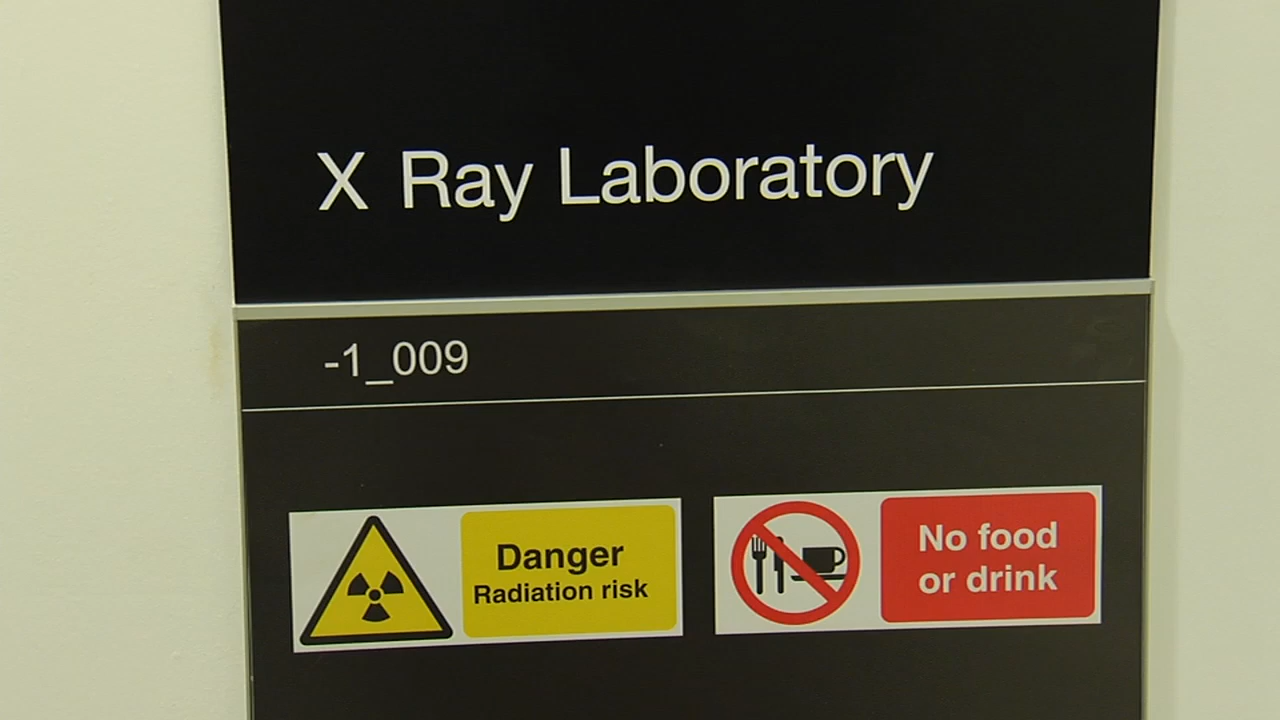 X Ray Laboratory
-1_009
Danger
Radiation risk
No food
or drink